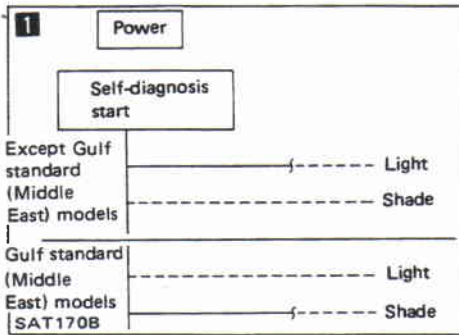 1
Power
Self-diagnosis
start
Except Gulf
standard
(Middle
East) models
Light
Shade
Gulf standard
(Middle
East) models
Light
Shade
SAT170B